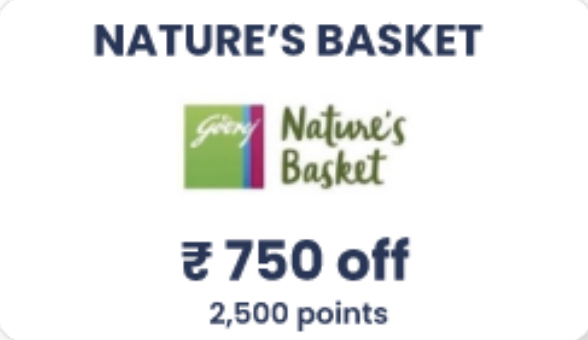 NATURE’S BASKET
Godrej
Nature's
Basket
₹ 750 off
2,500 points